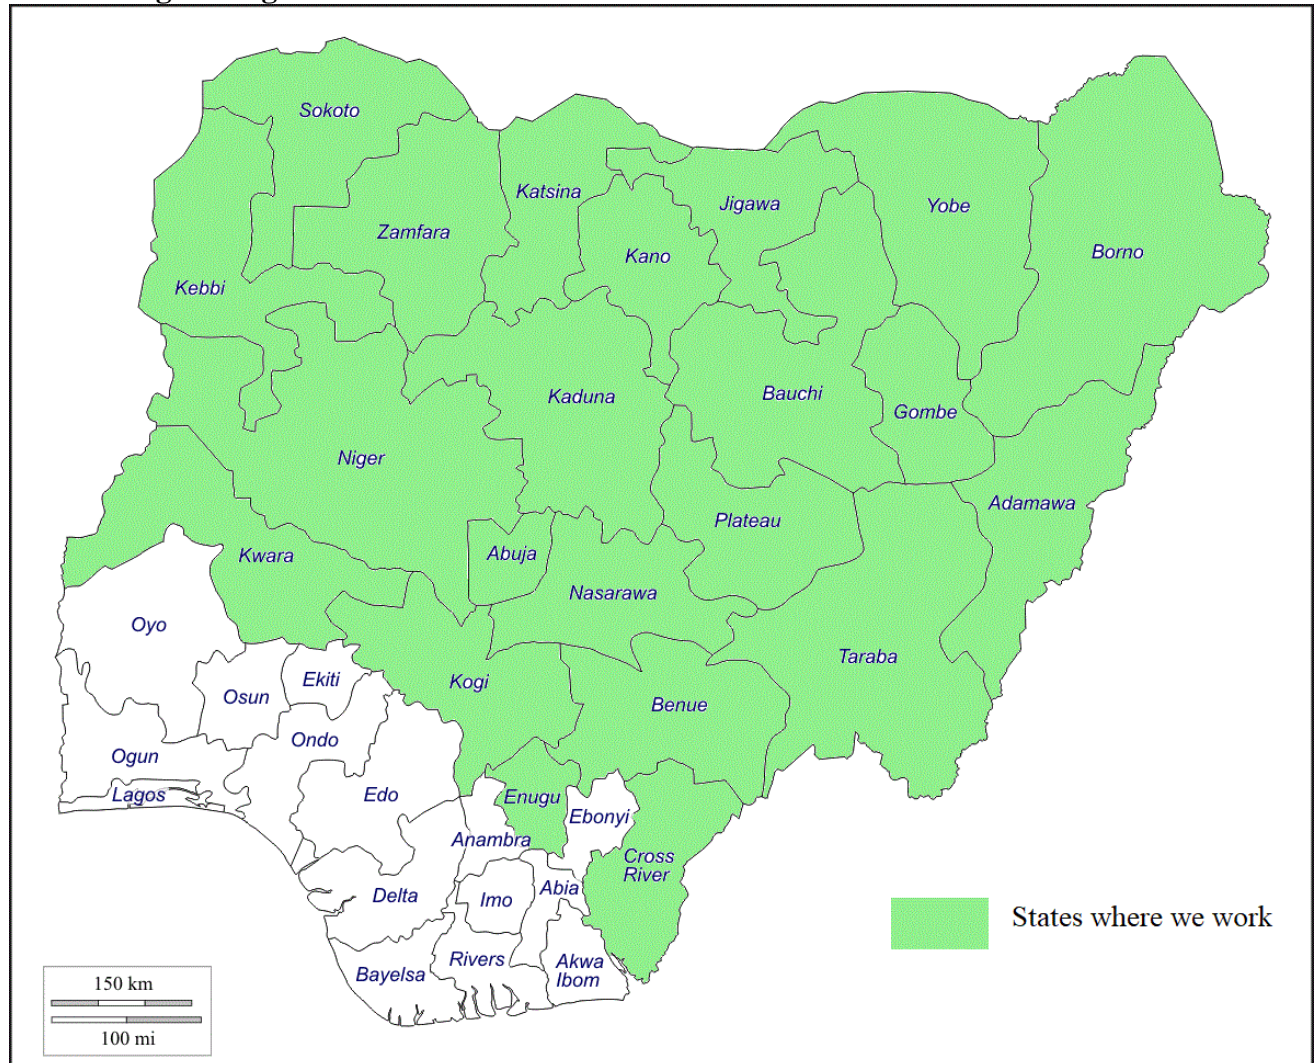 Sokoto
Katsina
Jigawa
Yobe
Zamfara
Kano
Borno
Kebbi
Kaduna
Bauchi
Gombe
Niger
Adamawa
Plateau
Abuja
Kwara
Nasarawa
Oyo
Taraba
Ekiti
Kogi
Osun
Benue
Ondo
Ogun
Lagos
Edo
Enugu
Ebonyi
Anambra
Cross
River
Delta
Imo
Abia
States where we work
Rivers
Akwa
Ibom
Bayelsa
150 km
100 mi